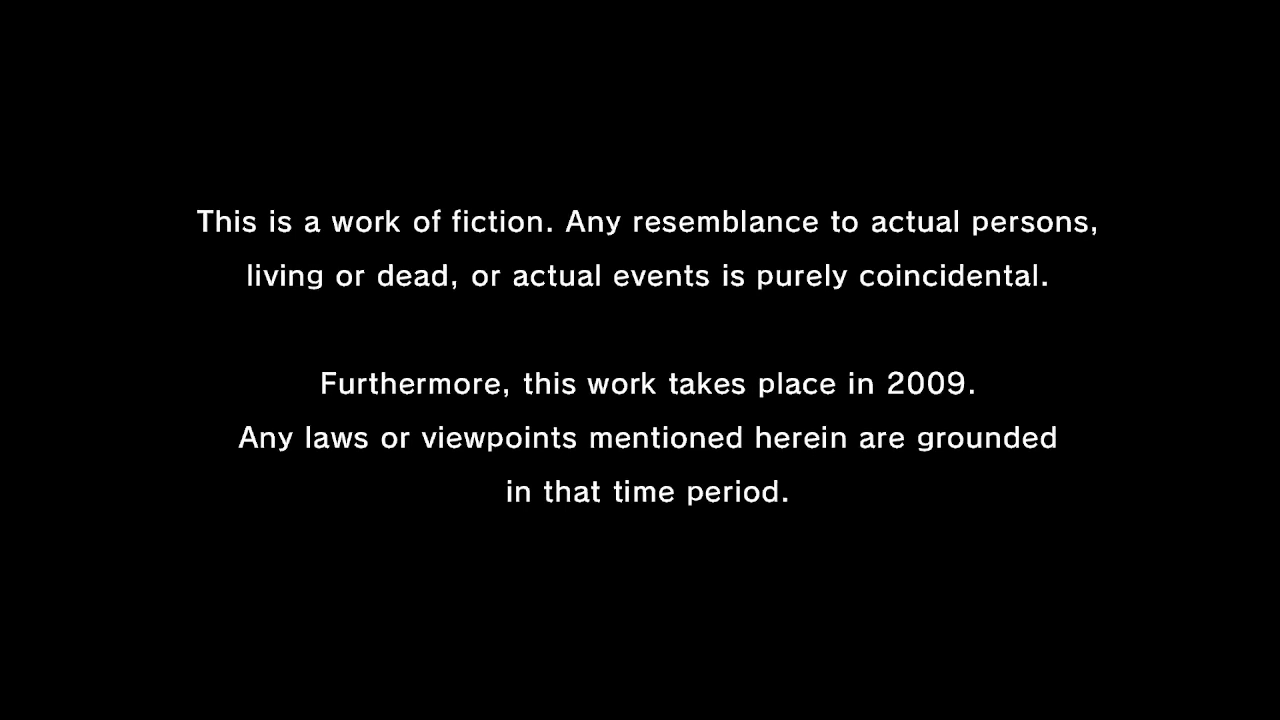 This is a work of fiction. Any resemblance to actual persons,
living or dead, or actual events is purely coincidental.
Furthermore, this work takes place in 2009.
Any laws or viewpoints mentioned herein are grounded
in that time period.